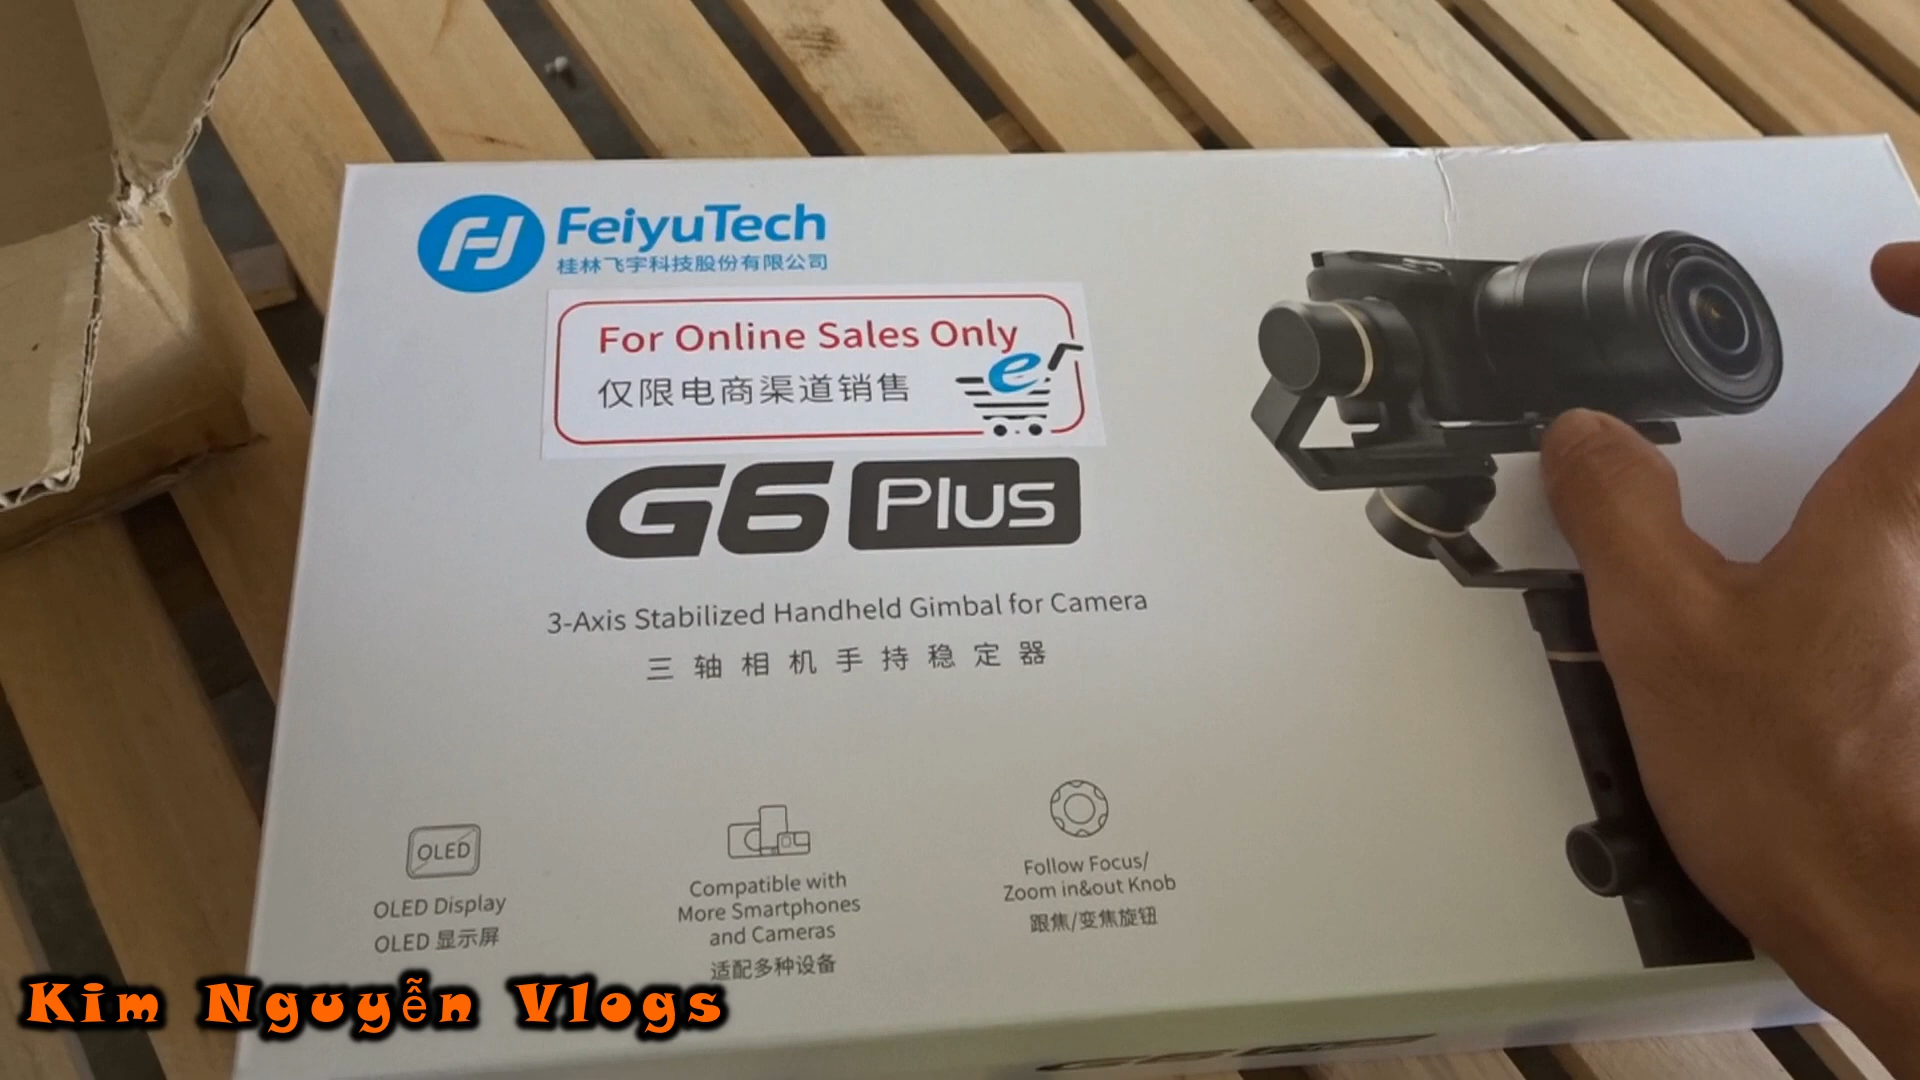 FeiyuTech
桂林飞宇科技股份有限公司
For Online Sales Only
仅限电商渠道销售
e
G6 Plus
3-Axis Stabilized Handheld Gimbal for Camera
三轴相机手持稳定器
OLED
OLED Display
OLED 显示屏
Compatible with
More Smartphones
and Cameras
适配多种设备
Follow Focus/
Zoom in&out Knob
跟焦/变焦旋钮
Kim Nguyễn Vlogs